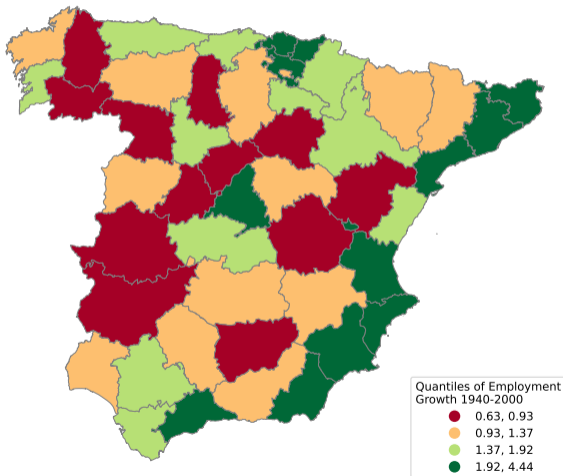 Quantiles of Employment
Growth 1940-2000
0.63, 0.93
0.93, 1.37
1.37, 1.92
1.92, 4.44